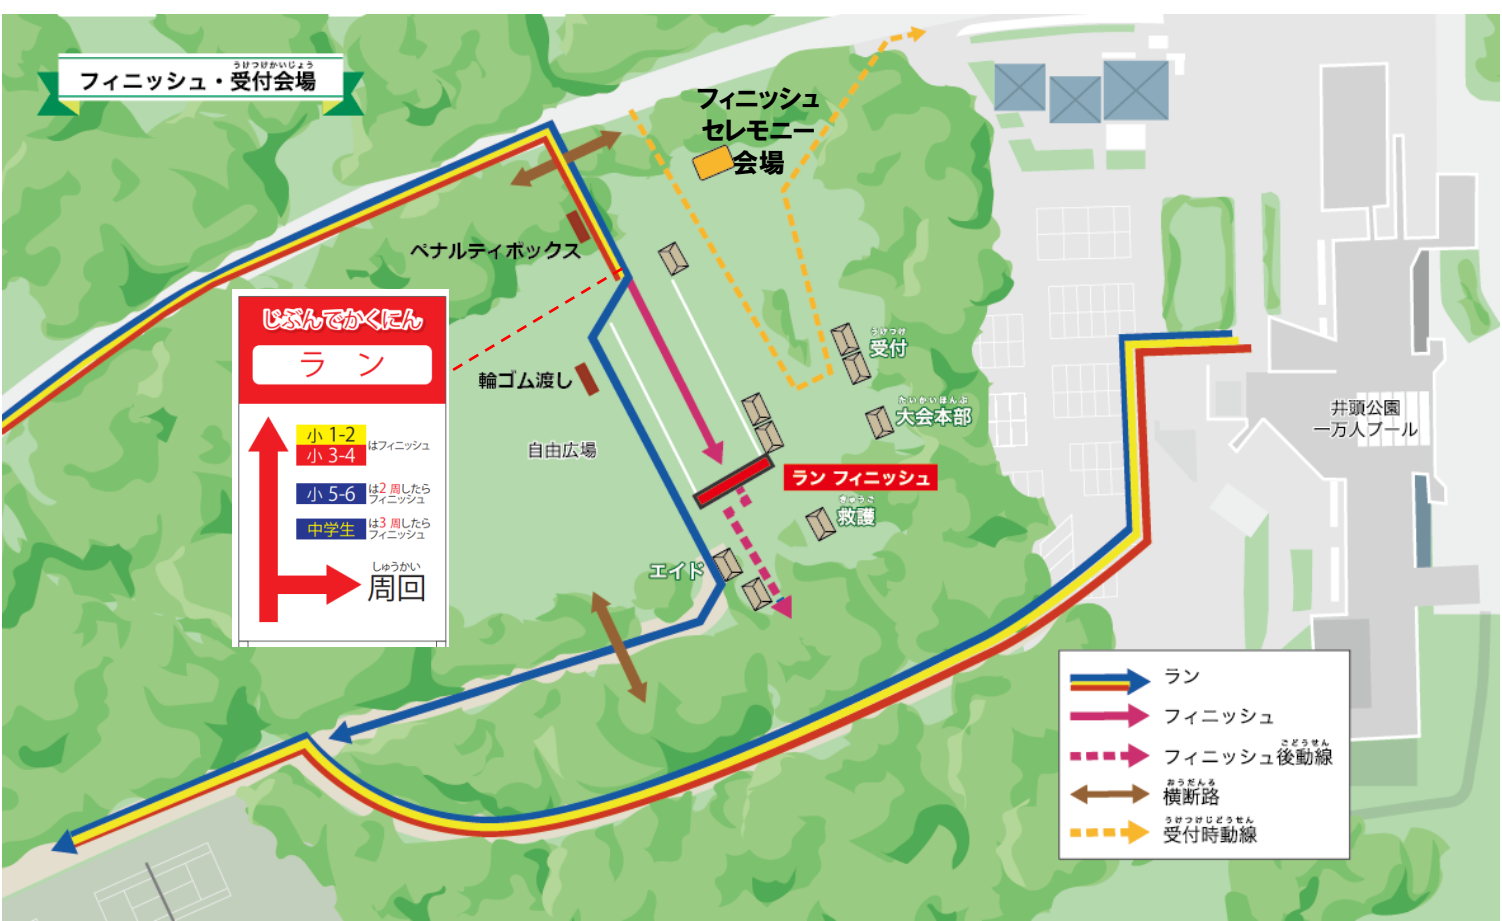 うけつけかいじょう
フィニッシュ・受付会場
フィニッシュ
セレモニー
会場
ペナルティボックス
じぶんでかくにん
ラン
小 1-2
小 3-4
はフィニッシュ
小 5-6
は2 周したら
フィニッシュ
中学生
は3 周したら
フィニッシュ
しゅうかい
周回
輪ゴム渡し
自由広場
うけつけ
受付
たいかいほんぶ
大会本部
ラン フィニッシュ
きゅうご
救護
エイド
井頭公園
一万人プール
ラン
フィニッシュ
こどうせん
フィニッシュ後動線
おうだんろ
横断路
うけつけじどうせん
受付時動線